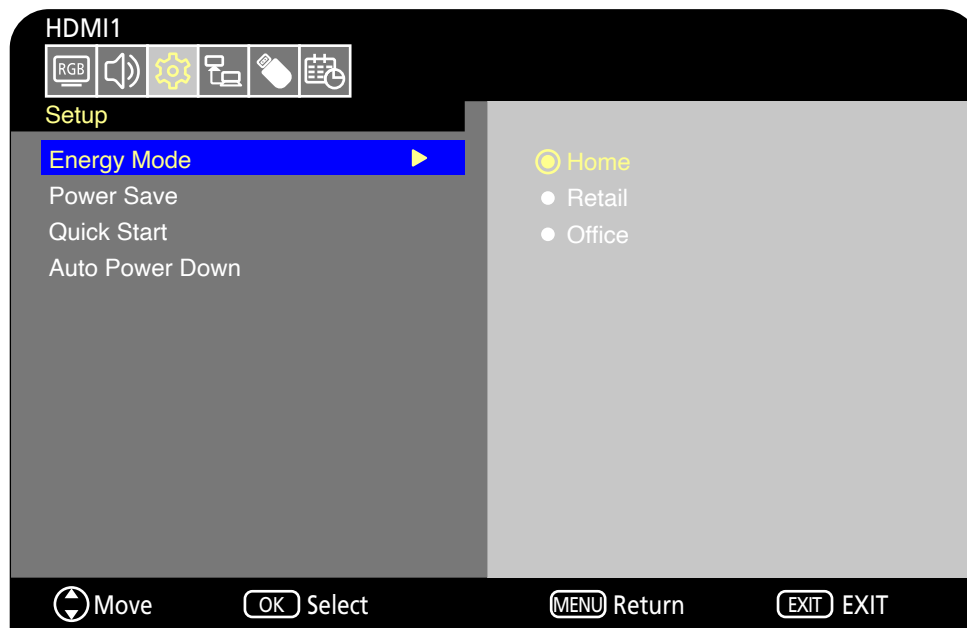 HDMI1
RGB
Setup
Energy Mode
Power Save
Quick Start
Auto Power Down
Home
Retail
Office
Move OK Select MENU Return EXIT EXIT